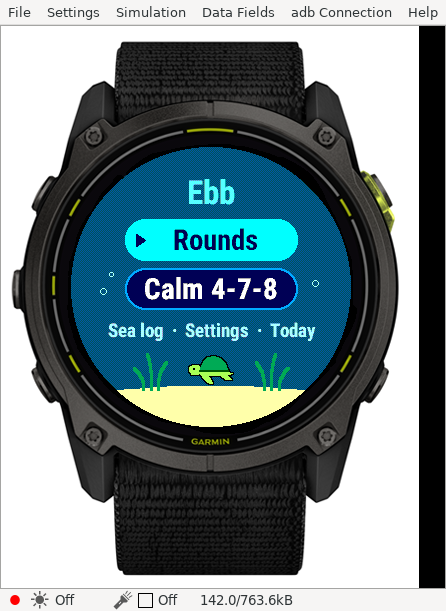 File Settings Simulation Data Fields adb Connection Help
Ebb
Rounds
Calm 4-7-8
Sea log · Settings · Today
GARMIN
Off Off 142.0/763.6kB